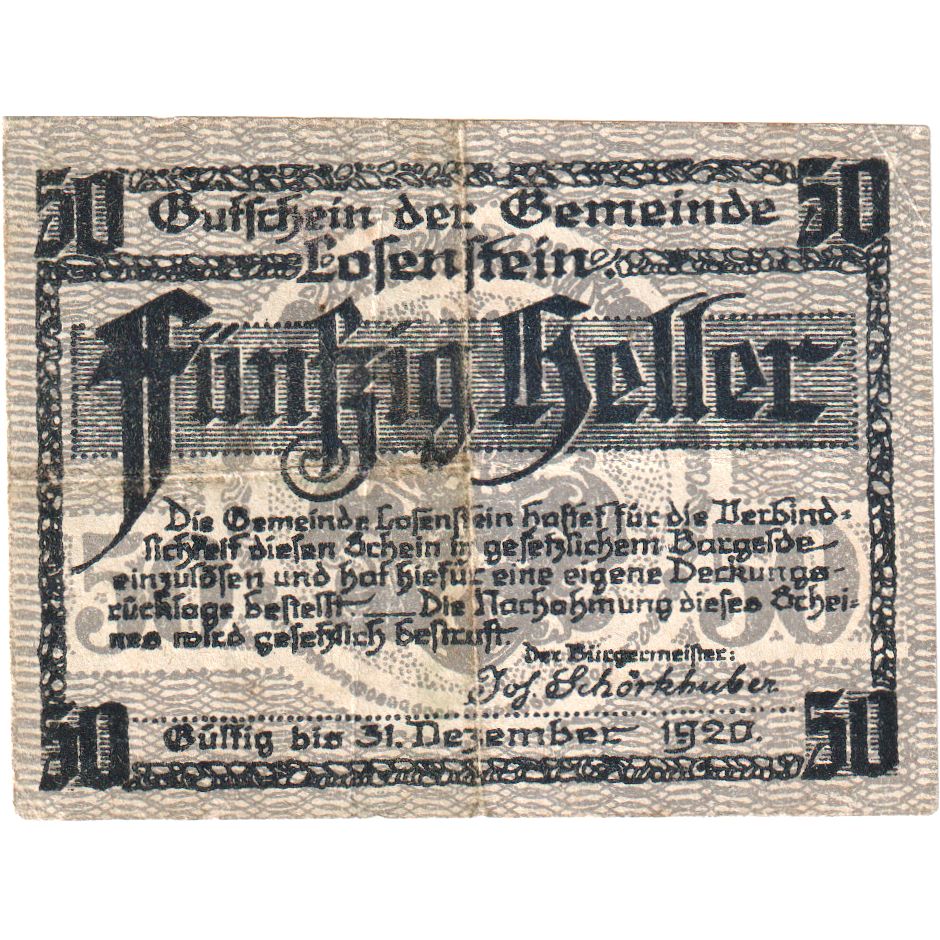 50 50
Gutschein der Gemeinde
Losenstein.
Fünfzig Heller
Die Gemeinde Losenstein haftet für die Verbind-
lichkeit diesen Schein in gesetzlichem Bargelde
einzulösen und hat hiefür eine eigene Deckungs-
rücklage bestellt — Die Nachahmung dieses Schei-
nes wird gesetzlich bestraft.
50 50
Der Bürgermeister:
Jos. Schörkhuber
50 50
Gültig bis 31. Dezember 1920.